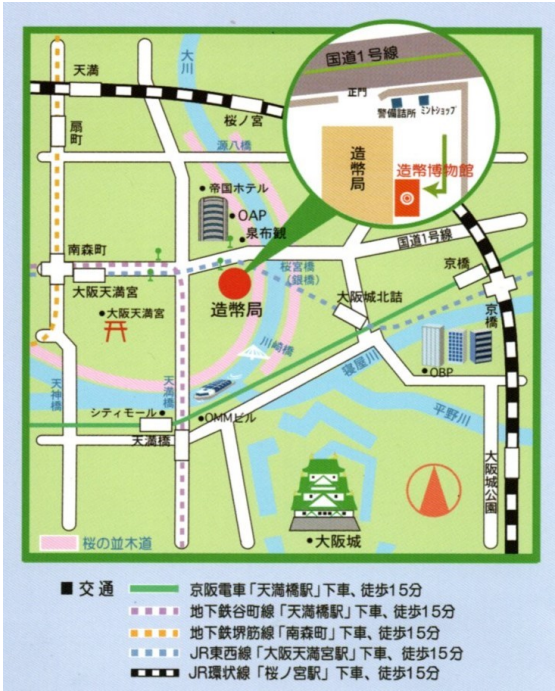 国道1号線
正門
警備詰所
ミントショップ
造幣局
造幣博物館
天満
大川
桜ノ宮
扇町
源八橋
帝国ホテル
OAP
泉布観
国道1号線
南森町
京橋
桜宮橋
(銀橋)
大阪天満宮
大阪城北詰
京橋
造幣局
大阪天満宮
川崎橋
寝屋川
OBP
天神橋
天満橋
シティモール
OMMビル
平野川
天満橋
大阪城公園
大阪城
桜の並木道
■交通
京阪電車「天満橋駅」下車、徒歩15分
地下鉄谷町線「天満橋駅」下車、徒歩15分
地下鉄堺筋線「南森町」下車、徒歩15分
JR東西線「大阪天満宮駅」下車、徒歩15分
JR環状線「桜ノ宮駅」下車、徒歩15分